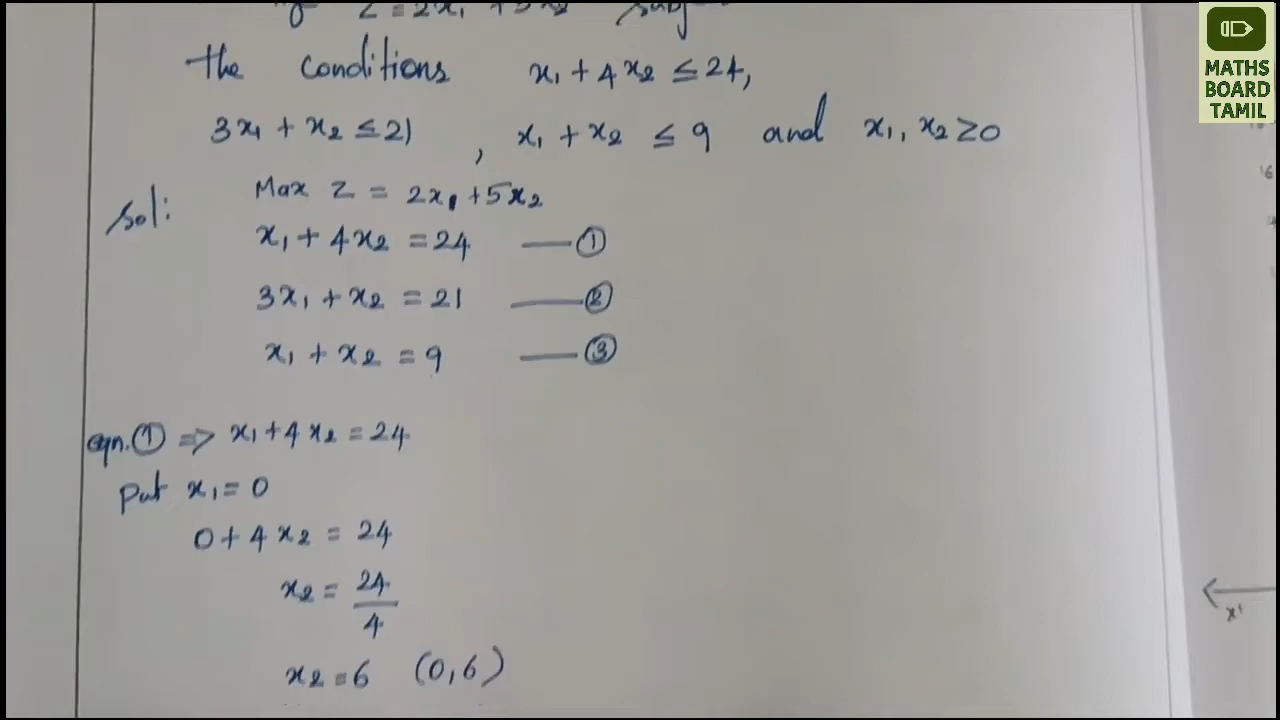 Z = 2x₁ + 5x₂
the conditions x₁ + 4x₂ ≤ 24,
3x₁ + x₂ ≤ 21, x₁ + x₂ ≤ 9 and x₁, x₂ ≥ 0
Sol: Max Z = 2x₁ + 5x₂
x₁ + 4x₂ = 24 —①
3x₁ + x₂ = 21 —②
x₁ + x₂ = 9 —③
eqn.① ⇒ x₁ + 4x₂ = 24
Put x₁ = 0
0 + 4x₂ = 24
x₂ = 24/4
x₂ = 6 (0,6)
x'
MATHS
BOARD
TAMIL